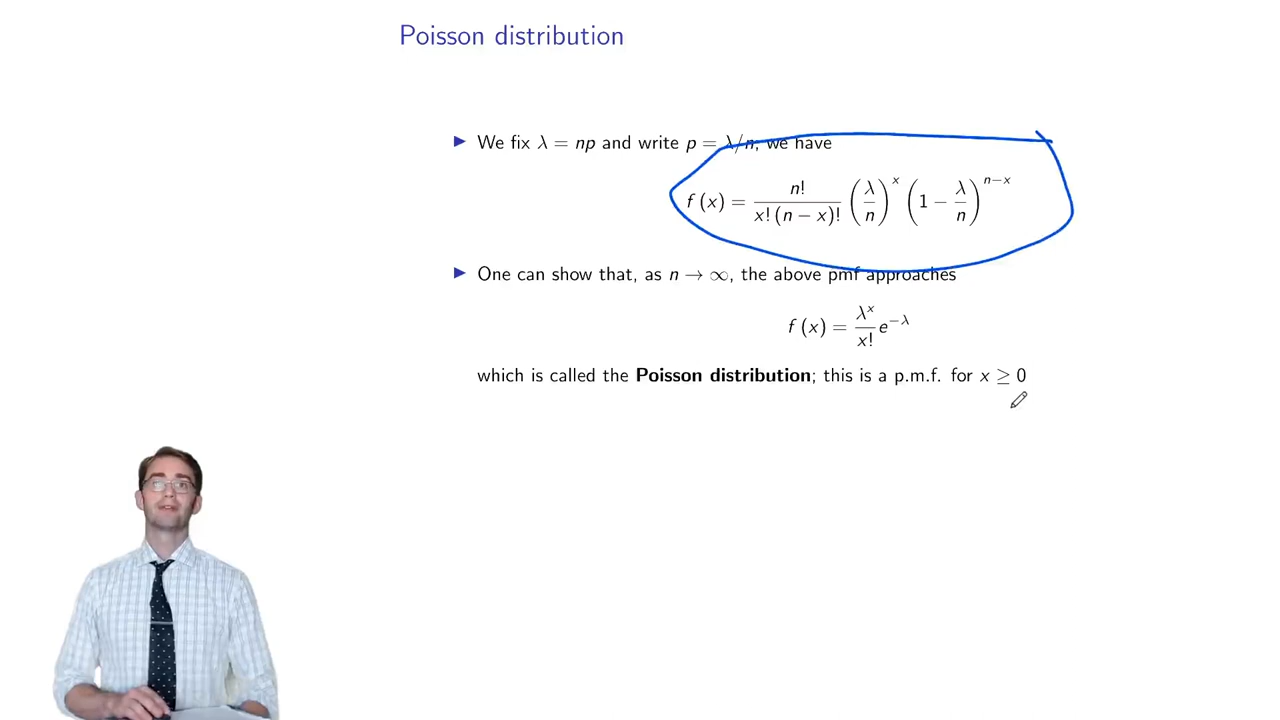 Poisson distribution
▶ We fix λ = np and write p = λ/n, we have
f (x) = n! / x! (n − x)! (λ/n)^x (1 − λ/n)^{n−x}
▶ One can show that, as n → ∞, the above pmf approaches
f (x) = λ^x / x! e^{−λ}
which is called the Poisson distribution; this is a p.m.f. for x ≥ 0